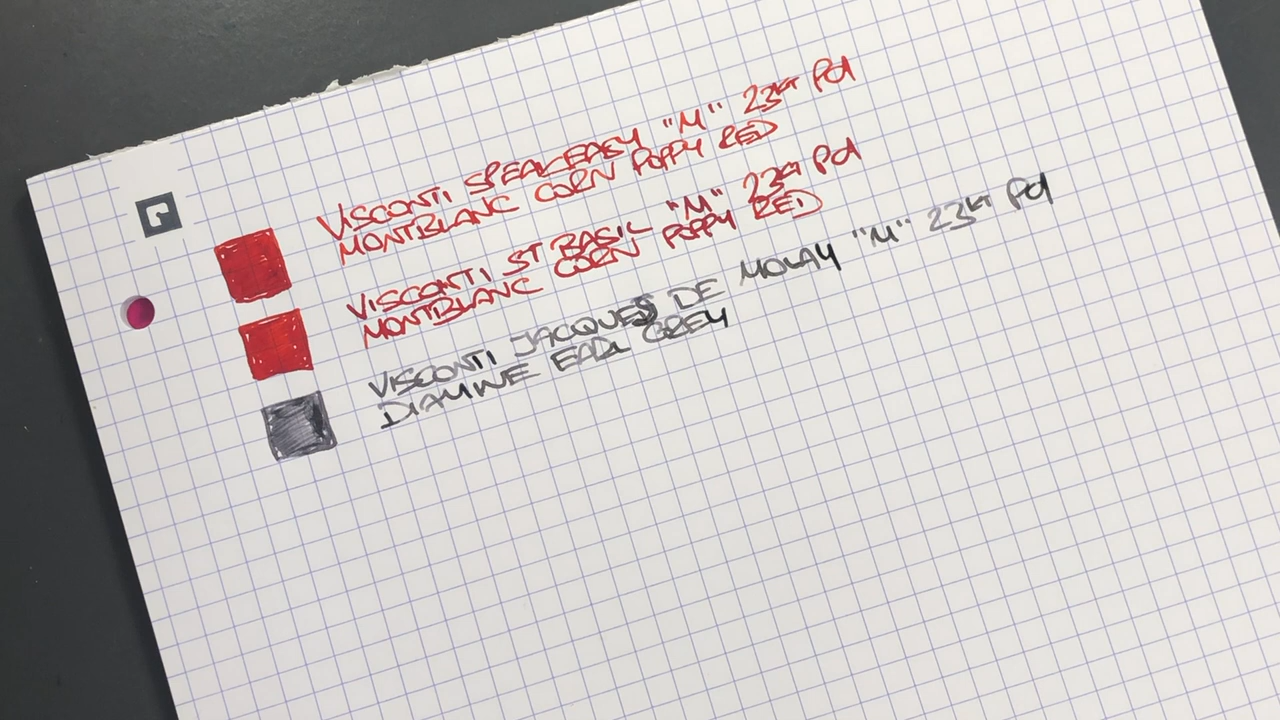 VISCONTI SPEAKEASY "M" 23KT Pd
MONTBLANC CORN POPPY RED
VISCONTI ST BASIL "M" 23KT Pd
MONTBLANC CORN POPPY RED
VISCONTI JACQUES DE MOLAY "M" 23KT Pd
DIAMINE EARL GREY